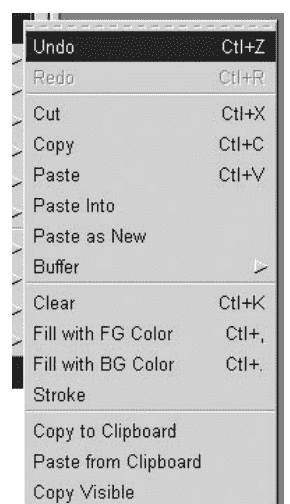 Undo Ctl+Z
Redo Ctl+R
Cut Ctl+X
Copy Ctl+C
Paste Ctl+V
Paste Into
Paste as New
Buffer
Clear Ctl+K
Fill with FG Color Ctl+,
Fill with BG Color Ctl+.
Stroke
Copy to Clipboard
Paste from Clipboard
Copy Visible